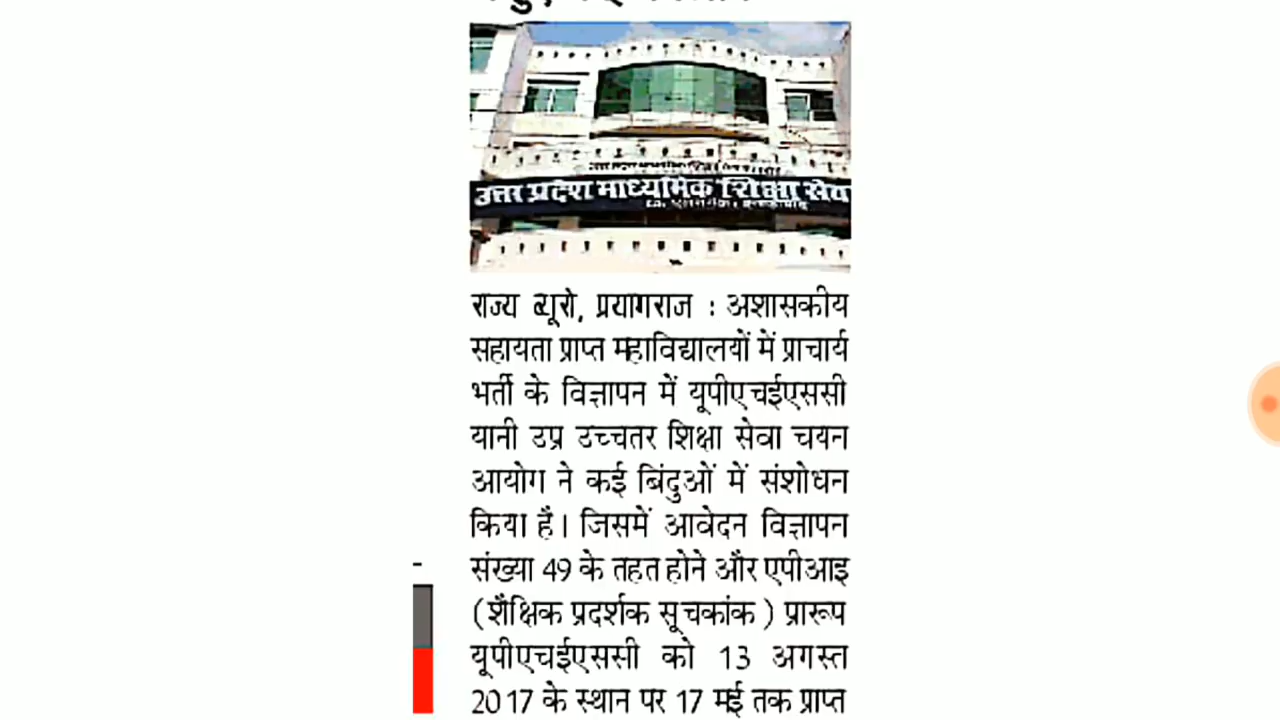 उत्तर प्रदेश माध्यमिक शिक्षा सेव
राज्य ब्यूरो, प्रयागराज : अशासकीय
सहायता प्राप्त महाविद्यालयों में प्राचार्य
भर्ती के विज्ञापन में यूपीएचईएससी
यानी उप्र उच्चतर शिक्षा सेवा चयन
आयोग ने कई बिंदुओं में संशोधन
किया है। जिसमें आवेदन विज्ञापन
संख्या 49 के तहत होने और एपीआइ
(शैक्षिक प्रदर्शक सूचकांक) प्रारूप
यूपीएचईएससी को 13 अगस्त
2017 के स्थान पर 17 मई तक प्राप्त